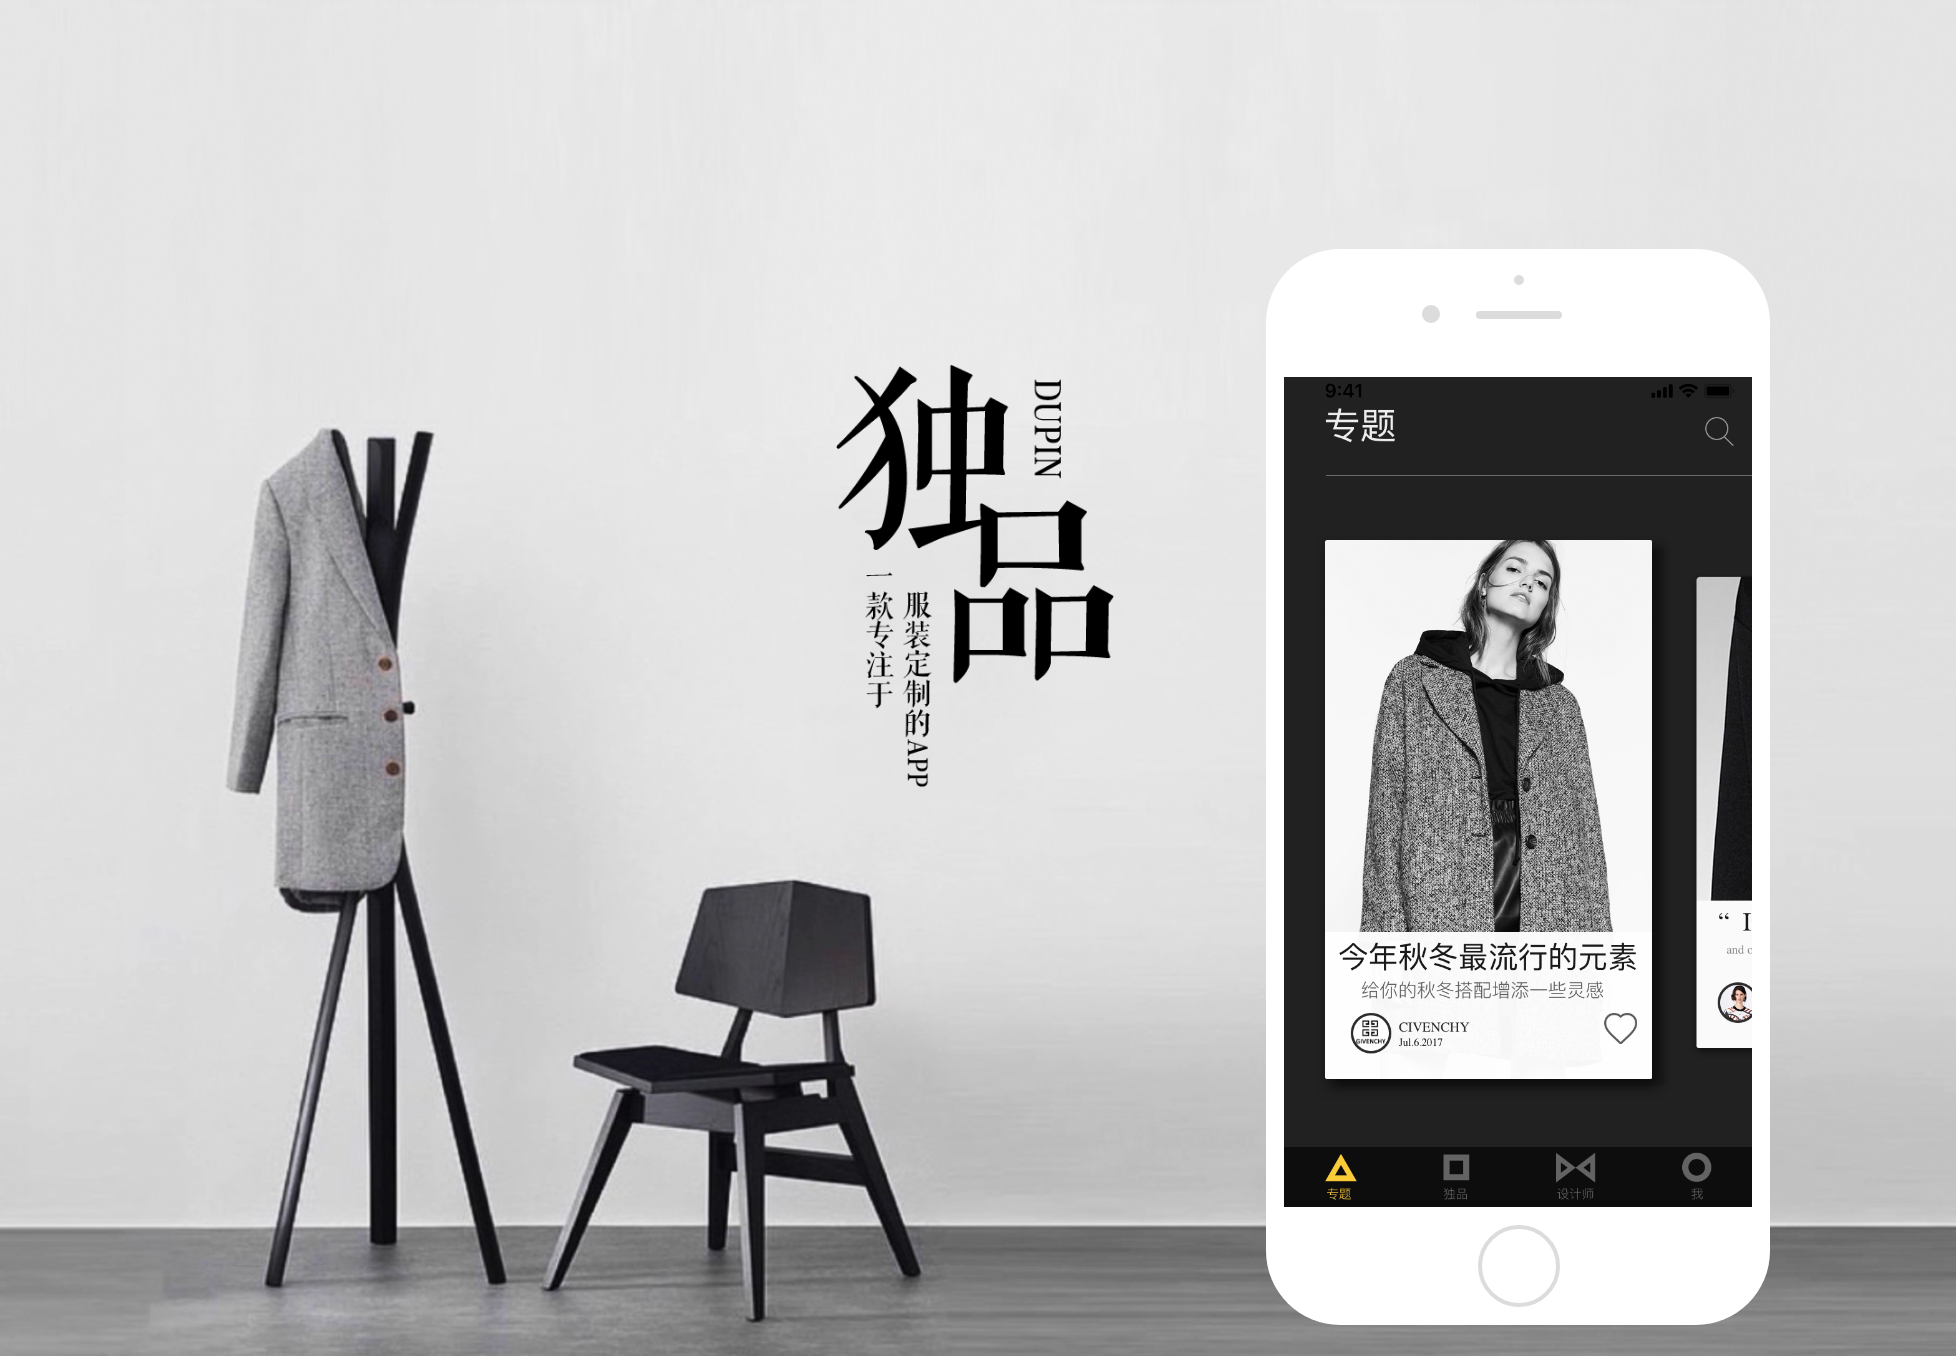 独品
DUPIN
一款专注于
服装定制的APP
9:41
专题
今年秋冬最流行的元素
给你的秋冬搭配增添一些灵感
GIVENCHY
CIVENCHY
Jul.6.2017
“ I
and c
专题
独品
设计师
我